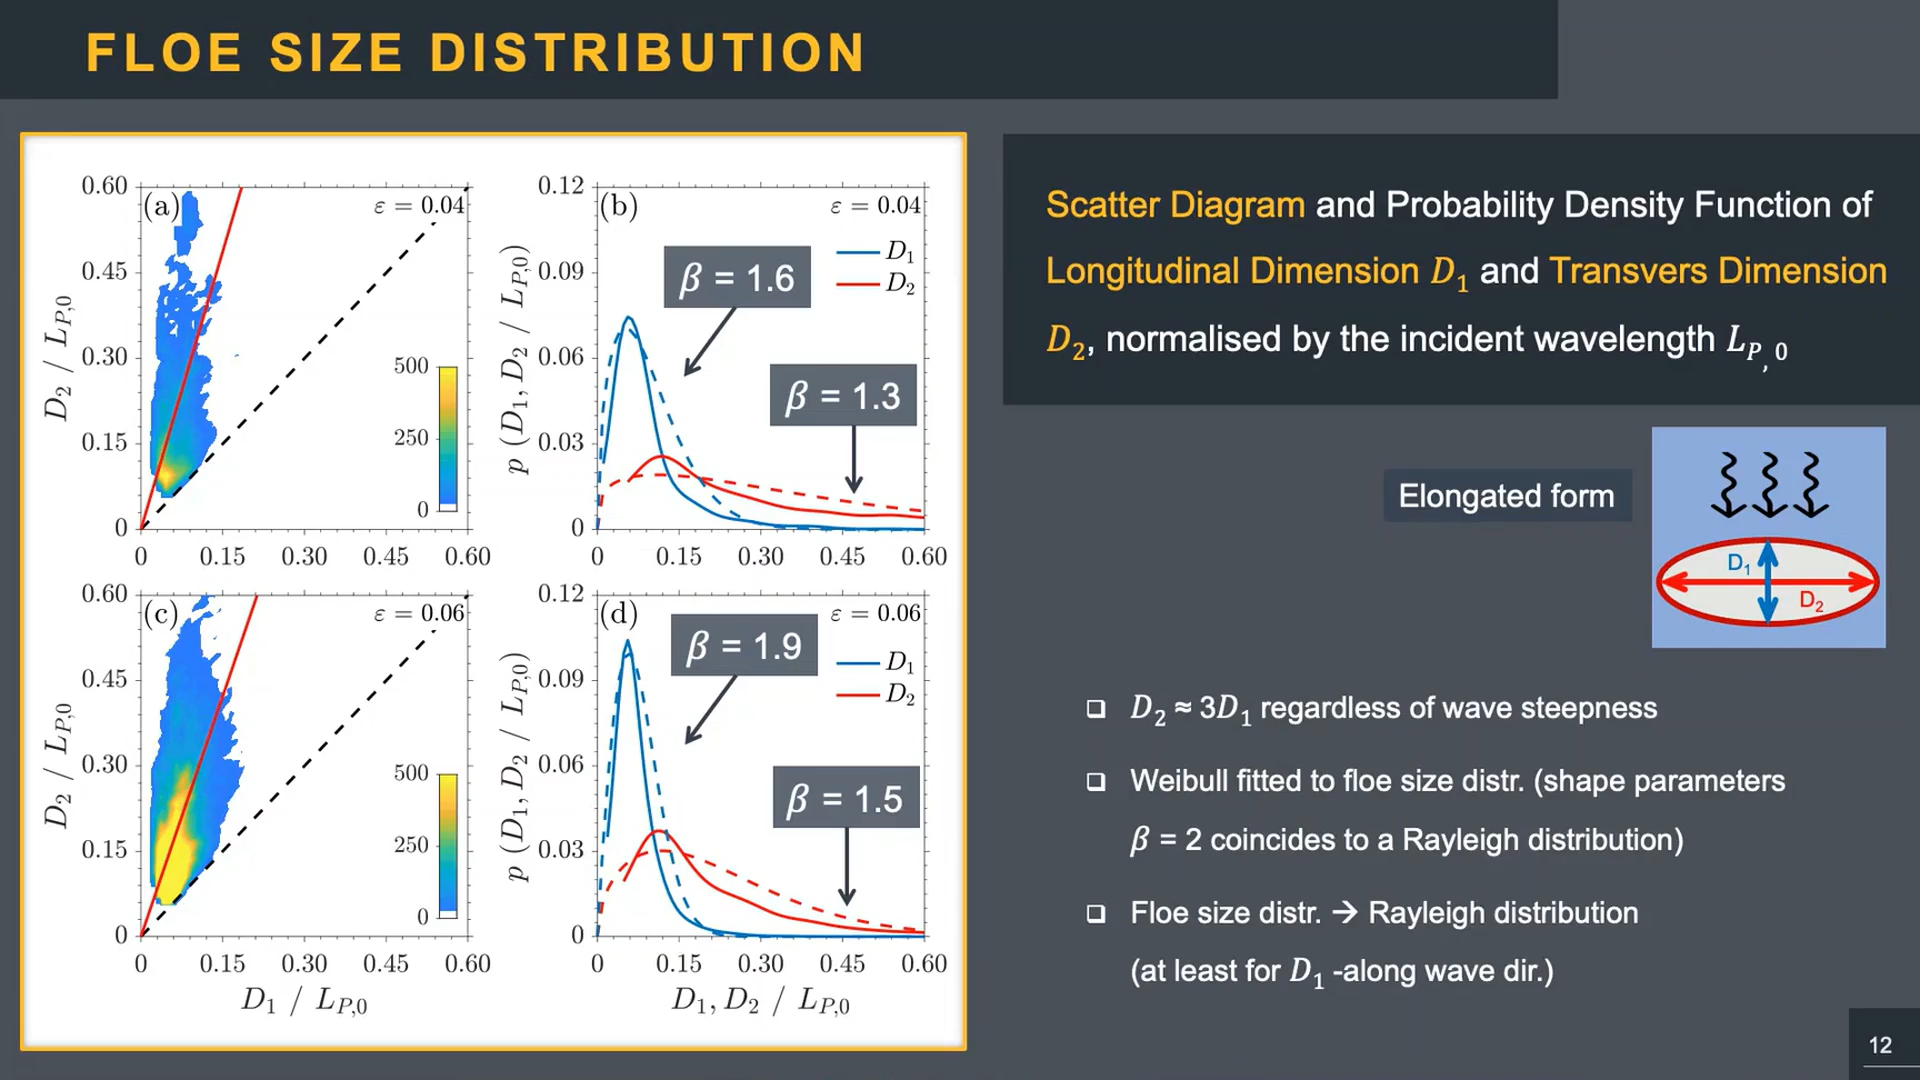 FLOE SIZE DISTRIBUTION
0.60
0.45
0.30
0.15
0
D2 / LP,0
(a)
ε = 0.04
500
250
0
0 0.15 0.30 0.45 0.60
0.12
0.09
0.06
0.03
0
p (D1, D2 / LP,0)
(b)
ε = 0.04
D1
D2
β = 1.6
β = 1.3
0 0.15 0.30 0.45 0.60
0.60
0.45
0.30
0.15
0
D2 / LP,0
(c)
ε = 0.06
500
250
0
0 0.15 0.30 0.45 0.60
D1 / LP,0
0.12
0.09
0.06
0.03
0
p (D1, D2 / LP,0)
(d)
ε = 0.06
D1
D2
β = 1.9
β = 1.5
0 0.15 0.30 0.45 0.60
D1, D2 / LP,0
Scatter Diagram and Probability Density Function of
Longitudinal Dimension D1 and Transvers Dimension
D2, normalised by the incident wavelength LP,0
Elongated form
D1
D2
❑ D2 ≈ 3D1 regardless of wave steepness
❑ Weibull fitted to floe size distr. (shape parameters
β = 2 coincides to a Rayleigh distribution)
❑ Floe size distr. → Rayleigh distribution
(at least for D1 -along wave dir.)
12